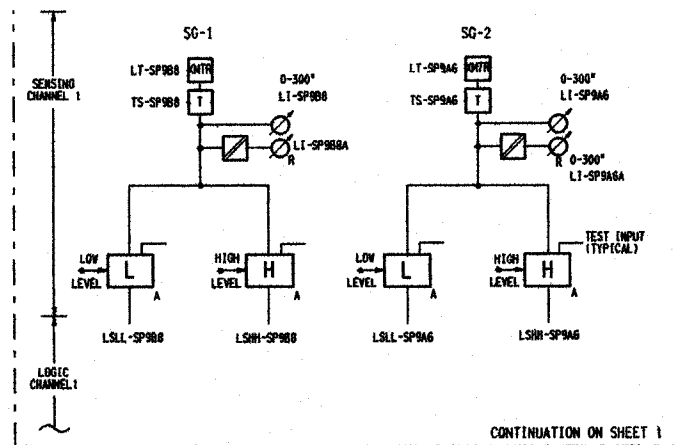 SG-1
SG-2
LT-SP9B8
XMTR
LT-SP9A6
XMTR
SENSING
CHANNEL 1
0-300"
LI-SP9B8
0-300"
LI-SP9A6
TS-SP9B8
T
TS-SP9A6
T
LI-SP9B8A
R
R
0-300"
LI-SP9A6A
TEST INPUT
(TYPICAL)
LOW
LEVEL
L
A
HIGH
LEVEL
H
A
LOW
LEVEL
L
A
HIGH
LEVEL
H
A
LSLL-SP9B8
LSHH-SP9B8
LSLL-SP9A6
LSHH-SP9A6
LOGIC
CHANNEL 1
CONTINUATION ON SHEET 1